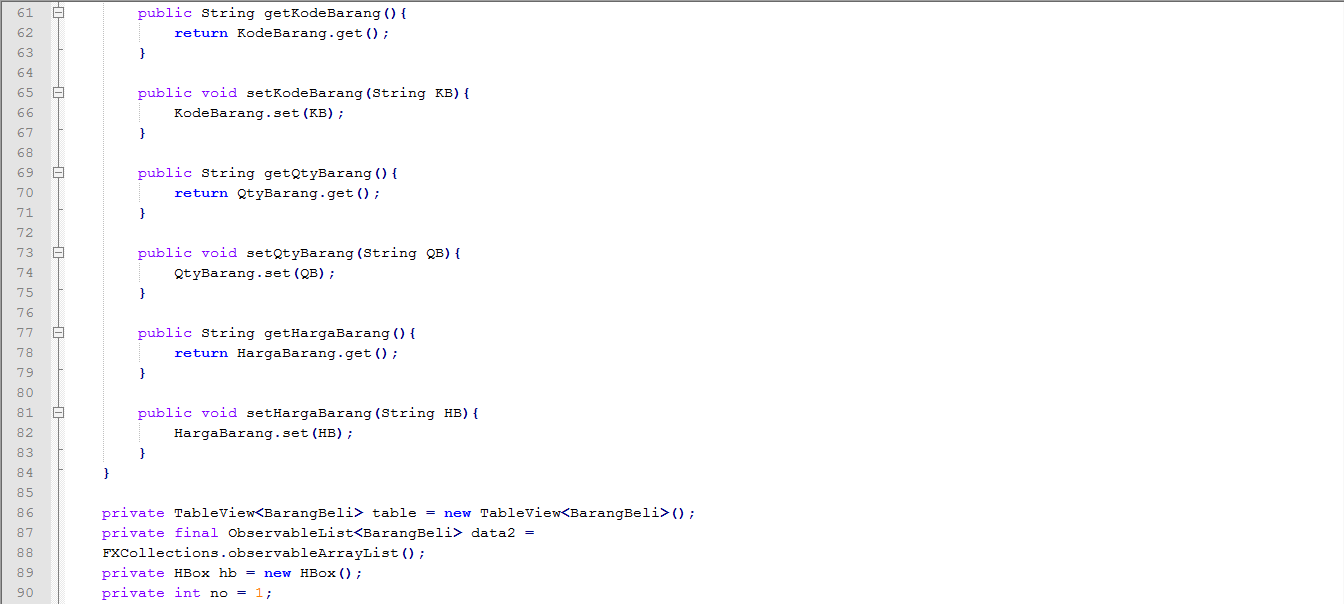 61 public String getKodeBarang(){
62 return KodeBarang.get();
63 }
64
65 public void setKodeBarang(String KB){
66 KodeBarang.set(KB);
67 }
68
69 public String getQtyBarang(){
70 return QtyBarang.get();
71 }
72
73 public void setQtyBarang(String QB){
74 QtyBarang.set(QB);
75 }
76
77 public String getHargaBarang(){
78 return HargaBarang.get();
79 }
80
81 public void setHargaBarang(String HB){
82 HargaBarang.set(HB);
83 }
84 }
85
86 private TableView<BarangBeli> table = new TableView<BarangBeli>();
87 private final ObservableList<BarangBeli> data2 =
88 FXCollections.observableArrayList();
89 private HBox hb = new HBox();
90 private int no = 1;